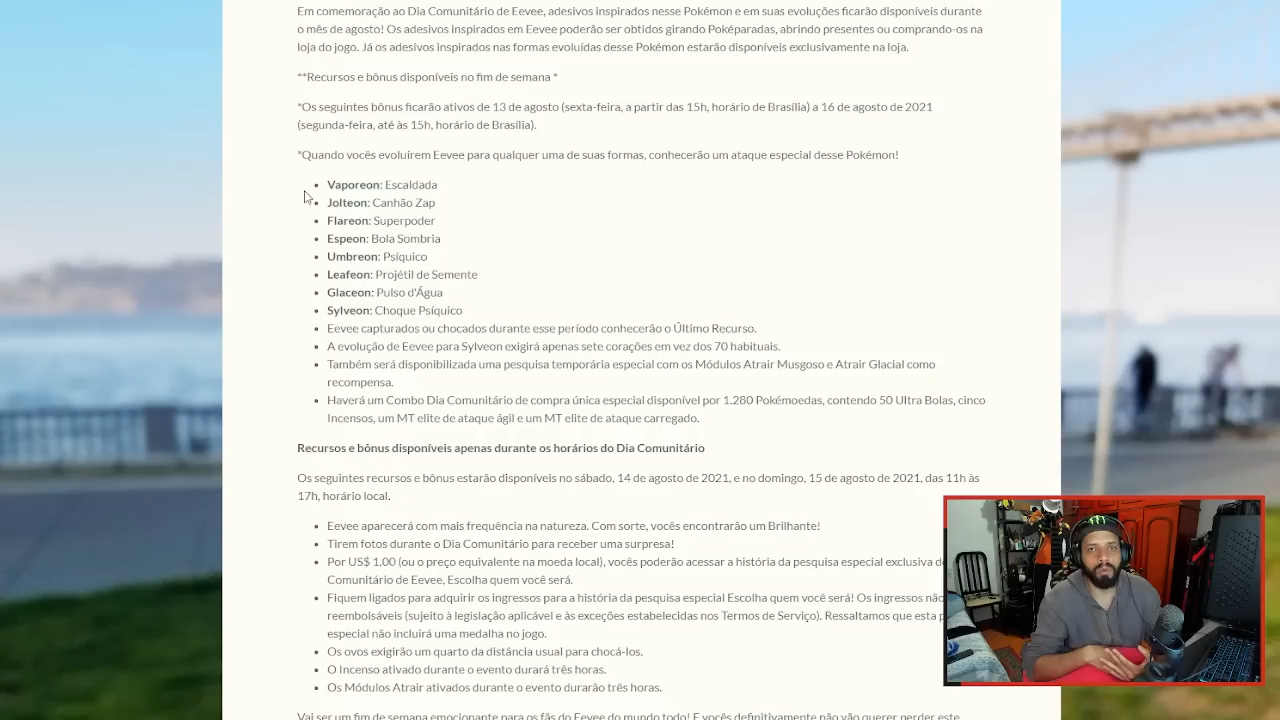 Em comemoração ao Dia Comunitário de Eevee, adesivos inspirados nesse Pokémon e em suas evoluções ficarão disponíveis durante
o mês de agosto! Os adesivos inspirados em Eevee poderão ser obtidos girando Poképaradas, abrindo presentes ou comprando-os na
loja do jogo. Já os adesivos inspirados nas formas evoluídas desse Pokémon estarão disponíveis exclusivamente na loja.
**Recursos e bônus disponíveis no fim de semana *
*Os seguintes bônus ficarão ativos de 13 de agosto (sexta-feira, a partir das 15h, horário de Brasília) a 16 de agosto de 2021
(segunda-feira, até às 15h, horário de Brasília).
*Quando vocês evoluírem Eevee para qualquer uma de suas formas, conhecerão um ataque especial desse Pokémon!
• Vaporeon: Escaldada
• Jolteon: Canhão Zap
• Flareon: Superpoder
• Espeon: Bola Sombria
• Umbreon: Psíquico
• Leafeon: Projétil de Semente
• Glaceon: Pulso d'Água
• Sylveon: Choque Psíquico
• Eevee capturados ou chocados durante esse período conhecerão o Último Recurso.
• A evolução de Eevee para Sylveon exigirá apenas sete corações em vez dos 70 habituais.
• Também será disponibilizada uma pesquisa temporária especial com os Módulos Atrair Musgoso e Atrair Glacial como
recompensa.
• Haverá um Combo Dia Comunitário de compra única especial disponível por 1.280 Pokémoedas, contendo 50 Ultra Bolas, cinco
Incensos, um MT elite de ataque ágil e um MT elite de ataque carregado.
Recursos e bônus disponíveis apenas durante os horários do Dia Comunitário
Os seguintes recursos e bônus estarão disponíveis no sábado, 14 de agosto de 2021, e no domingo, 15 de agosto de 2021, das 11h às
17h, horário local.
• Eevee aparecerá com mais frequência na natureza. Com sorte, vocês encontrarão um Brilhante!
• Tirem fotos durante o Dia Comunitário para receber uma surpresa!
• Por US$ 1,00 (ou o preço equivalente na moeda local), vocês poderão acessar a história da pesquisa especial exclusiva
Comunitário de Eevee, Escolha quem você será.
• Fiquem ligados para adquirir os ingressos para a história da pesquisa especial Escolha quem você será! Os ingressos
reembolsáveis (sujeito à legislação aplicável e às exceções estabelecidas nos Termos de Serviço). Ressaltamos que esta
especial não incluirá uma medalha no jogo.
• Os ovos exigirão um quarto da distância usual para chocá-los.
• O Incenso ativado durante o evento durará três horas.
• Os Módulos Atrair ativados durante o evento durarão três horas.
Vai ser um fim de semana emocionante para os fãs do Eevee do mundo todo! E vocês definitivamente não vão querer perder este